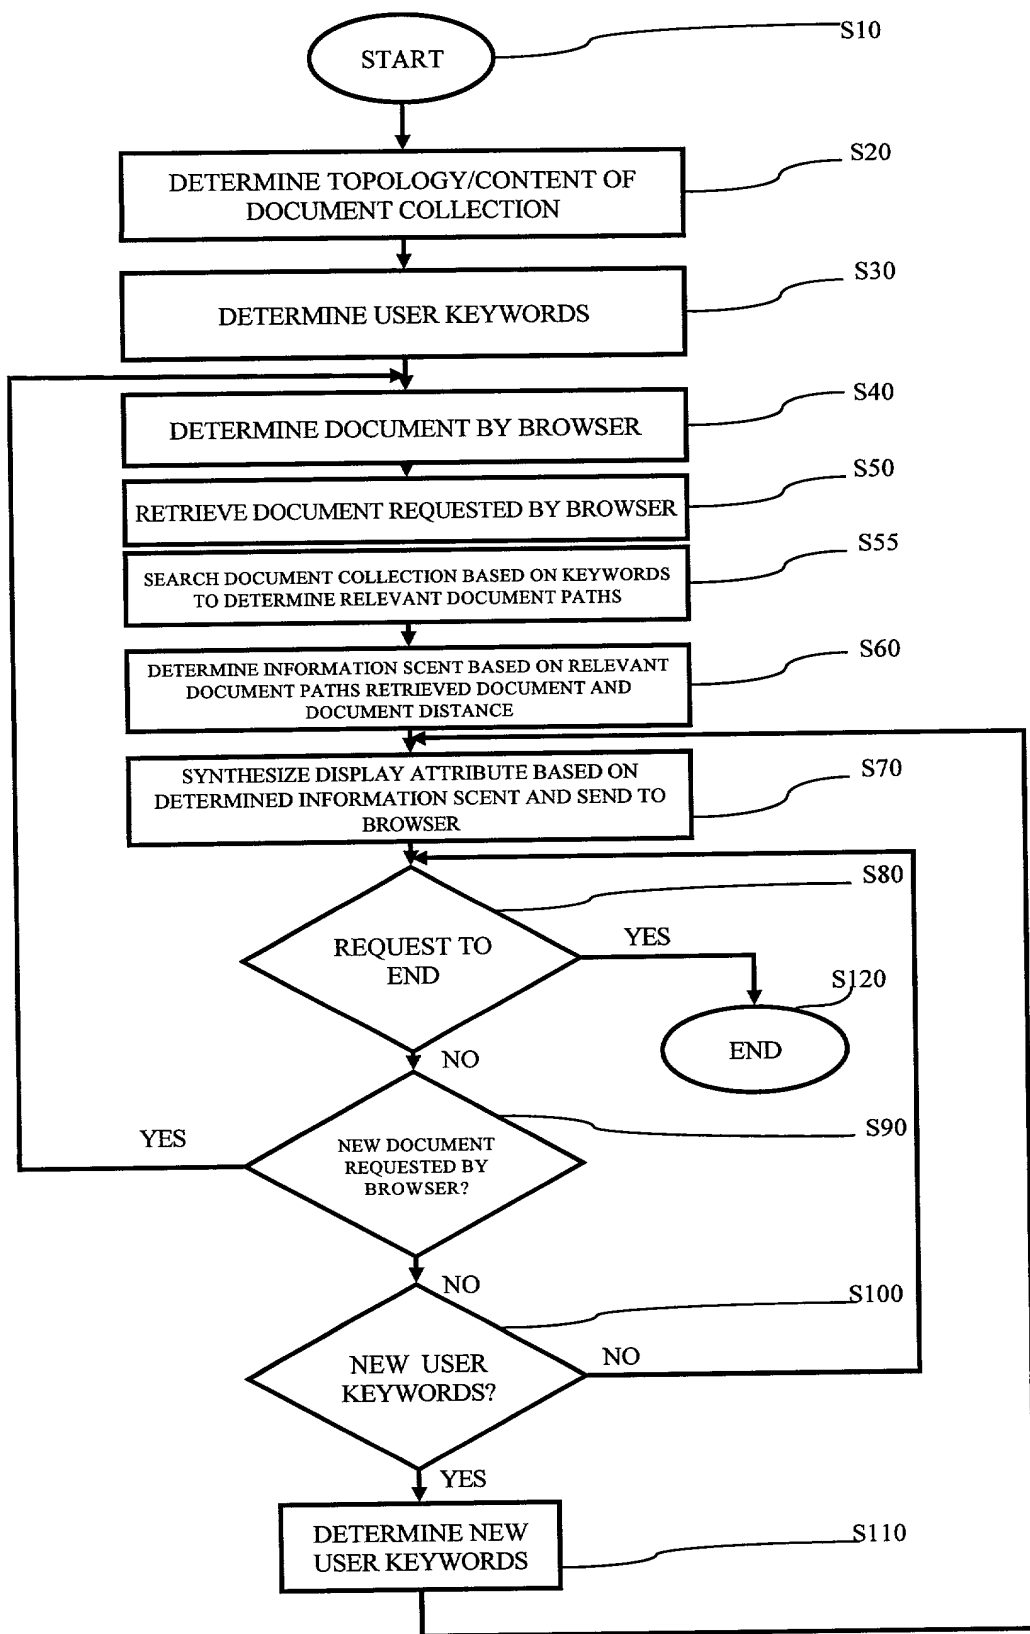 START
S10
DETERMINE TOPOLOGY/CONTENT OF
DOCUMENT COLLECTION
S20
DETERMINE USER KEYWORDS
S30
DETERMINE DOCUMENT BY BROWSER
S40
RETRIEVE DOCUMENT REQUESTED BY BROWSER
S50
SEARCH DOCUMENT COLLECTION BASED ON KEYWORDS
TO DETERMINE RELEVANT DOCUMENT PATHS
S55
DETERMINE INFORMATION SCENT BASED ON RELEVANT
DOCUMENT PATHS RETRIEVED DOCUMENT AND
DOCUMENT DISTANCE
S60
SYNTHESIZE DISPLAY ATTRIBUTE BASED ON
DETERMINED INFORMATION SCENT AND SEND TO
BROWSER
S70
REQUEST TO
END
S80
YES
S120
END
NO
NEW DOCUMENT
REQUESTED BY
BROWSER?
S90
YES
NO
NEW USER
KEYWORDS?
S100
NO
YES
DETERMINE NEW
USER KEYWORDS
S110